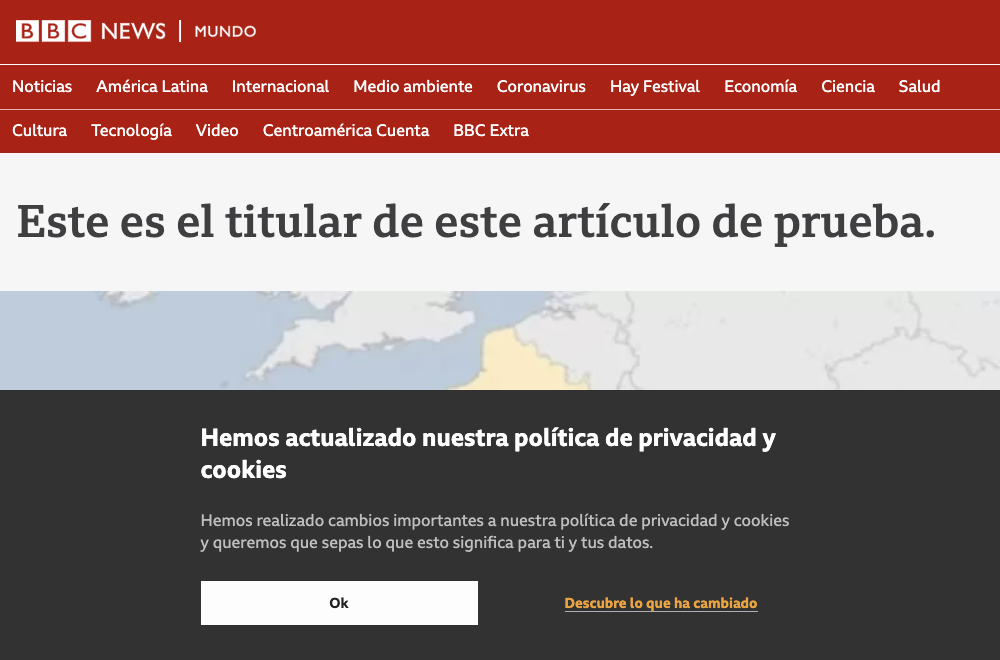 BBC NEWS | MUNDO
Noticias América Latina Internacional Medio ambiente Coronavirus Hay Festival Economía Ciencia Salud
Cultura Tecnología Video Centroamérica Cuenta BBC Extra
Este es el titular de este artículo de prueba.
Hemos actualizado nuestra política de privacidad y
cookies
Hemos realizado cambios importantes a nuestra política de privacidad y cookies
y queremos que sepas lo que esto significa para ti y tus datos.
Ok Descubre lo que ha cambiado